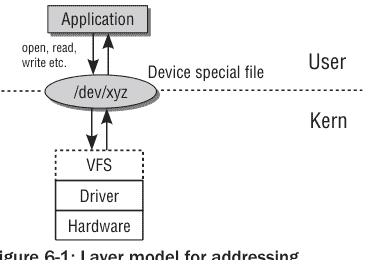 Application
open, read,
write etc.
Device special file
User
/dev/xyz
Kern
VFS
Driver
Hardware
igure 6-1: Layer model for addressing